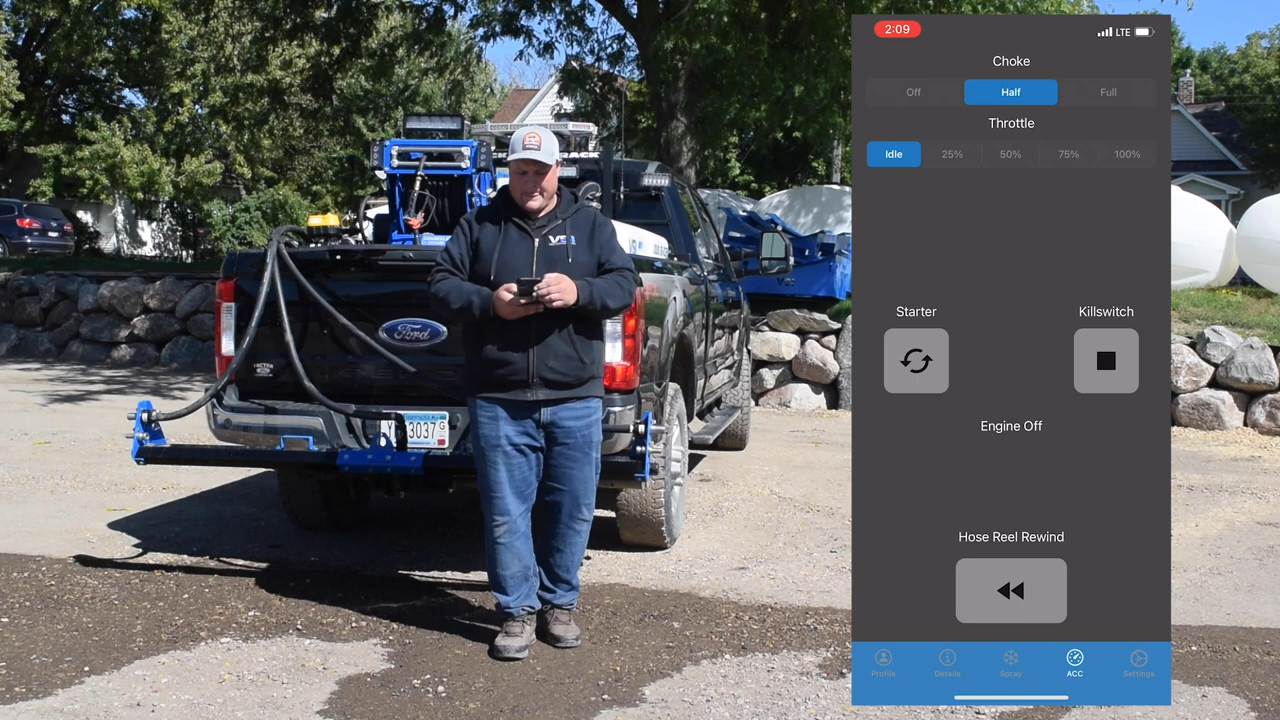 2:09
LTE
Choke
Off Half Full
Throttle
Idle 25% 50% 75% 100%
Starter
Killswitch
Engine Off
Hose Reel Rewind
Profile Details Spray ACC Settings
Ford
3037